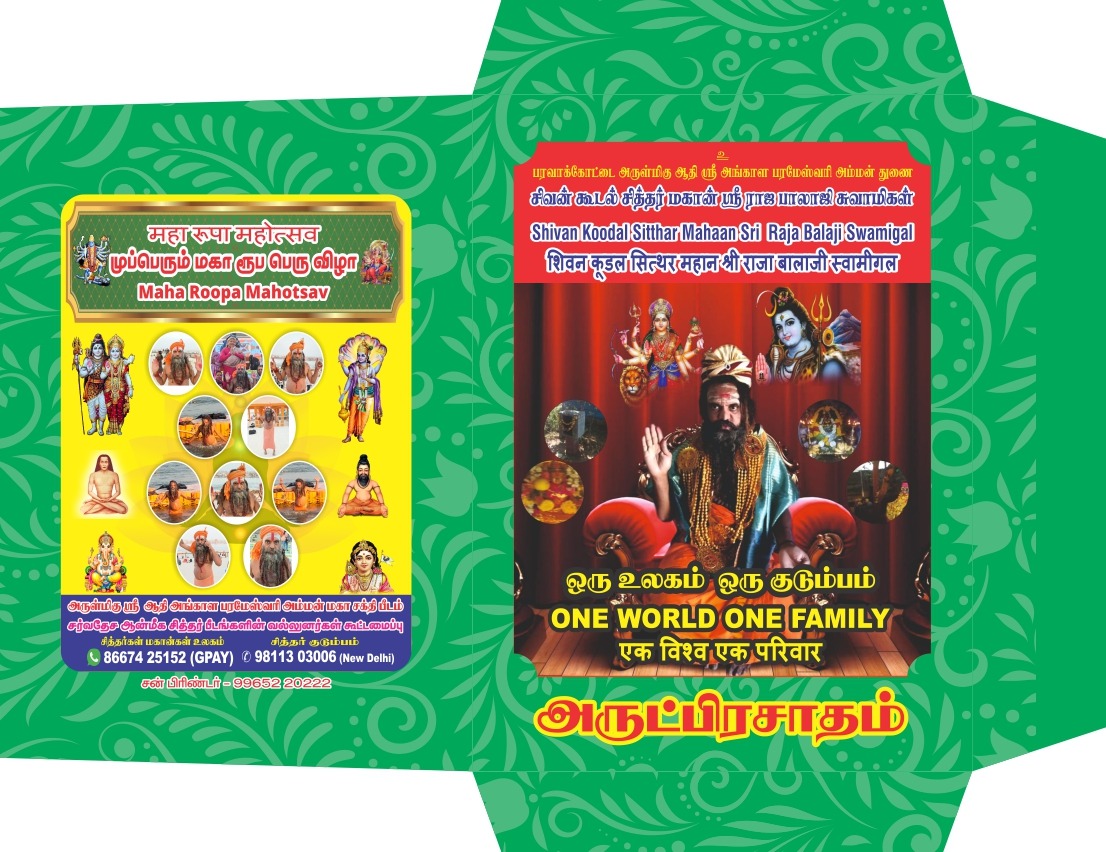 महा रूपा महोत्सव
முப்பெரும் மகா ரூப பெரு விழா
Maha Roopa Mahotsav
அருள்மிகு ஸ்ரீ ஆதி அங்காள பரமேஸ்வரி அம்மன் மகா சக்தி பீடம்
சர்வதேச ஆன்மீக சித்தர் பீடங்களின் வல்லுனர்கள் கூட்டமைப்பு
சித்தர்கள் மகான்கள் உலகம் சித்தர் குடும்பம்
86674 25152 (GPAY) 98113 03006 (New Delhi)
சன் பிரிண்டர் - 99652 20222
உ
பரவாக்கோட்டை அருள்மிகு ஆதி ஸ்ரீ அங்காள பரமேஸ்வரி அம்மன் துணை
சிவன் கூடல் சித்தர் மகான் ஸ்ரீ ராஜ பாலாஜி சுவாமிகள்
Shivan Koodal Sitthar Mahaan Sri Raja Balaji Swamigal
शिवन कूडल सित्थर महान श्री राजा बालाजी स्वामीगल
ஒரு உலகம் ஒரு குடும்பம்
ONE WORLD ONE FAMILY
एक विश्व एक परिवार
அருட்பிரசாதம்